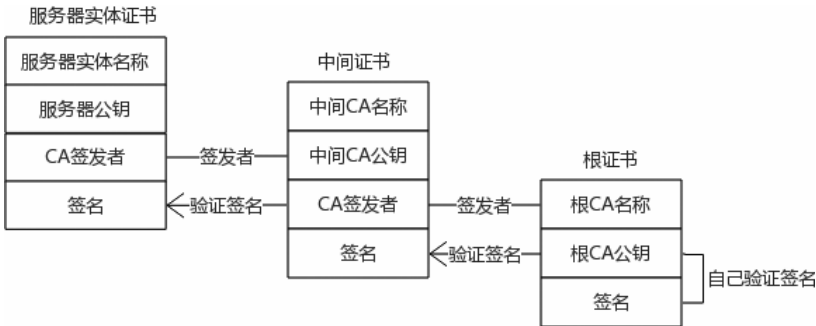 服务器实体证书
服务器实体名称
服务器公钥
CA签发者
签名
签发者
验证签名
中间证书
中间CA名称
中间CA公钥
CA签发者
签名
签发者
验证签名
根证书
根CA名称
根CA公钥
签名
自己验证签名